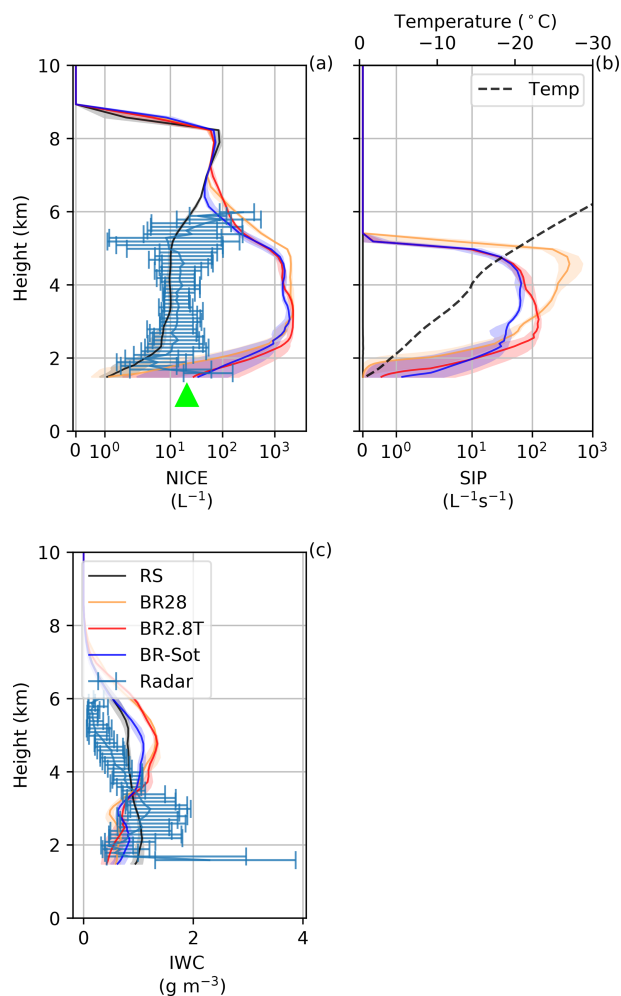 Temperature (°C)
0 −10 −20 −30
(a)
(b)
10
8
6
4
2
0
Height (km)
0 10⁰ 10¹ 10² 10³
NICE
(L⁻¹)
Temp
0 10⁰ 10¹ 10² 10³
SIP
(L⁻¹s⁻¹)
(c)
10
8
6
4
2
0
Height (km)
RS
BR28
BR2.8T
BR-Sot
Radar
0 2 4
IWC
(g m⁻³)